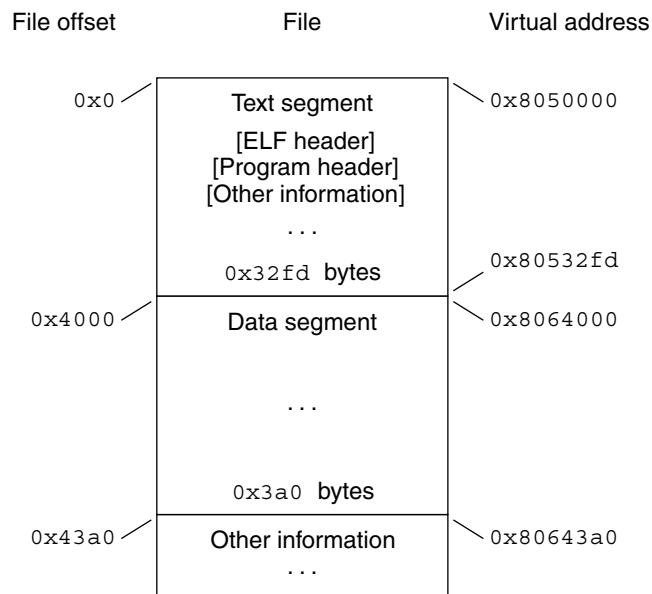 File offset File Virtual address
0x0 Text segment 0x8050000
[ELF header]
[Program header]
[Other information]
. . .
0x32fd bytes 0x80532fd
0x4000 Data segment 0x8064000
. . .
0x3a0 bytes
0x43a0 Other information 0x80643a0
. . .